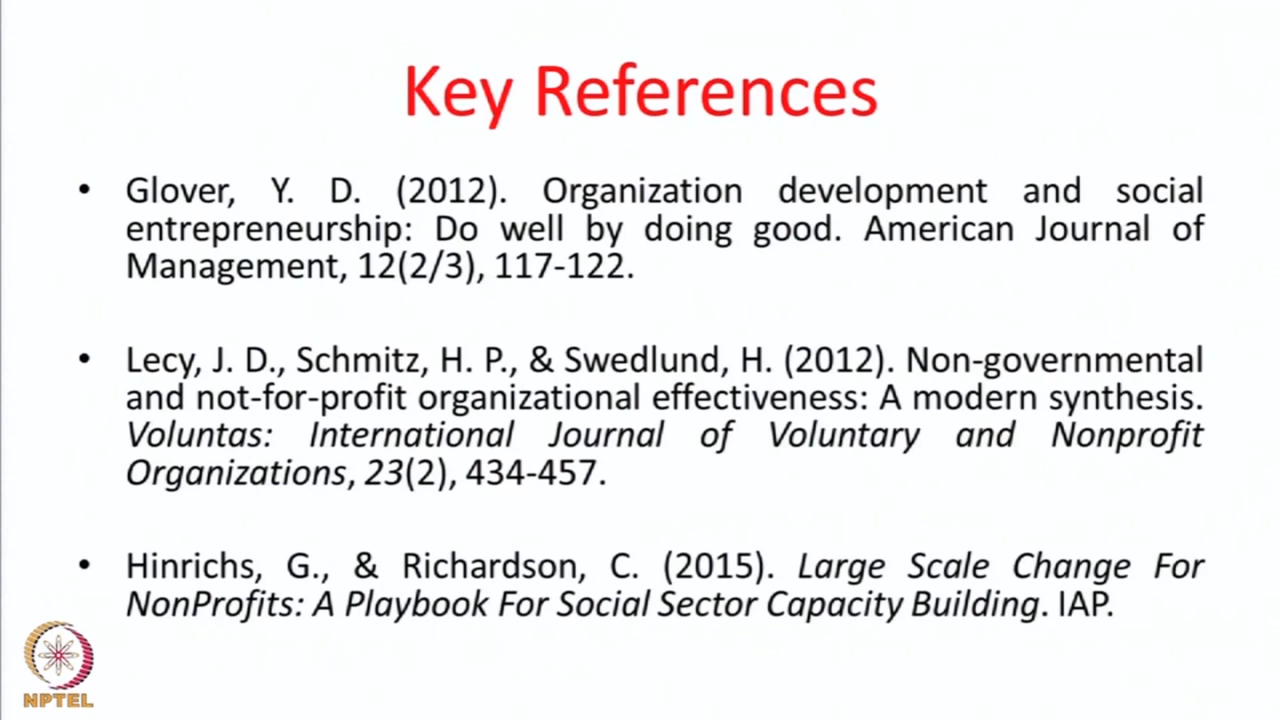 Key References
• Glover, Y. D. (2012). Organization development and social
entrepreneurship: Do well by doing good. American Journal of
Management, 12(2/3), 117-122.
• Lecy, J. D., Schmitz, H. P., & Swedlund, H. (2012). Non-governmental
and not-for-profit organizational effectiveness: A modern synthesis.
Voluntas: International Journal of Voluntary and Nonprofit
Organizations, 23(2), 434-457.
• Hinrichs, G., & Richardson, C. (2015). Large Scale Change For
NonProfits: A Playbook For Social Sector Capacity Building. IAP.
NPTEL